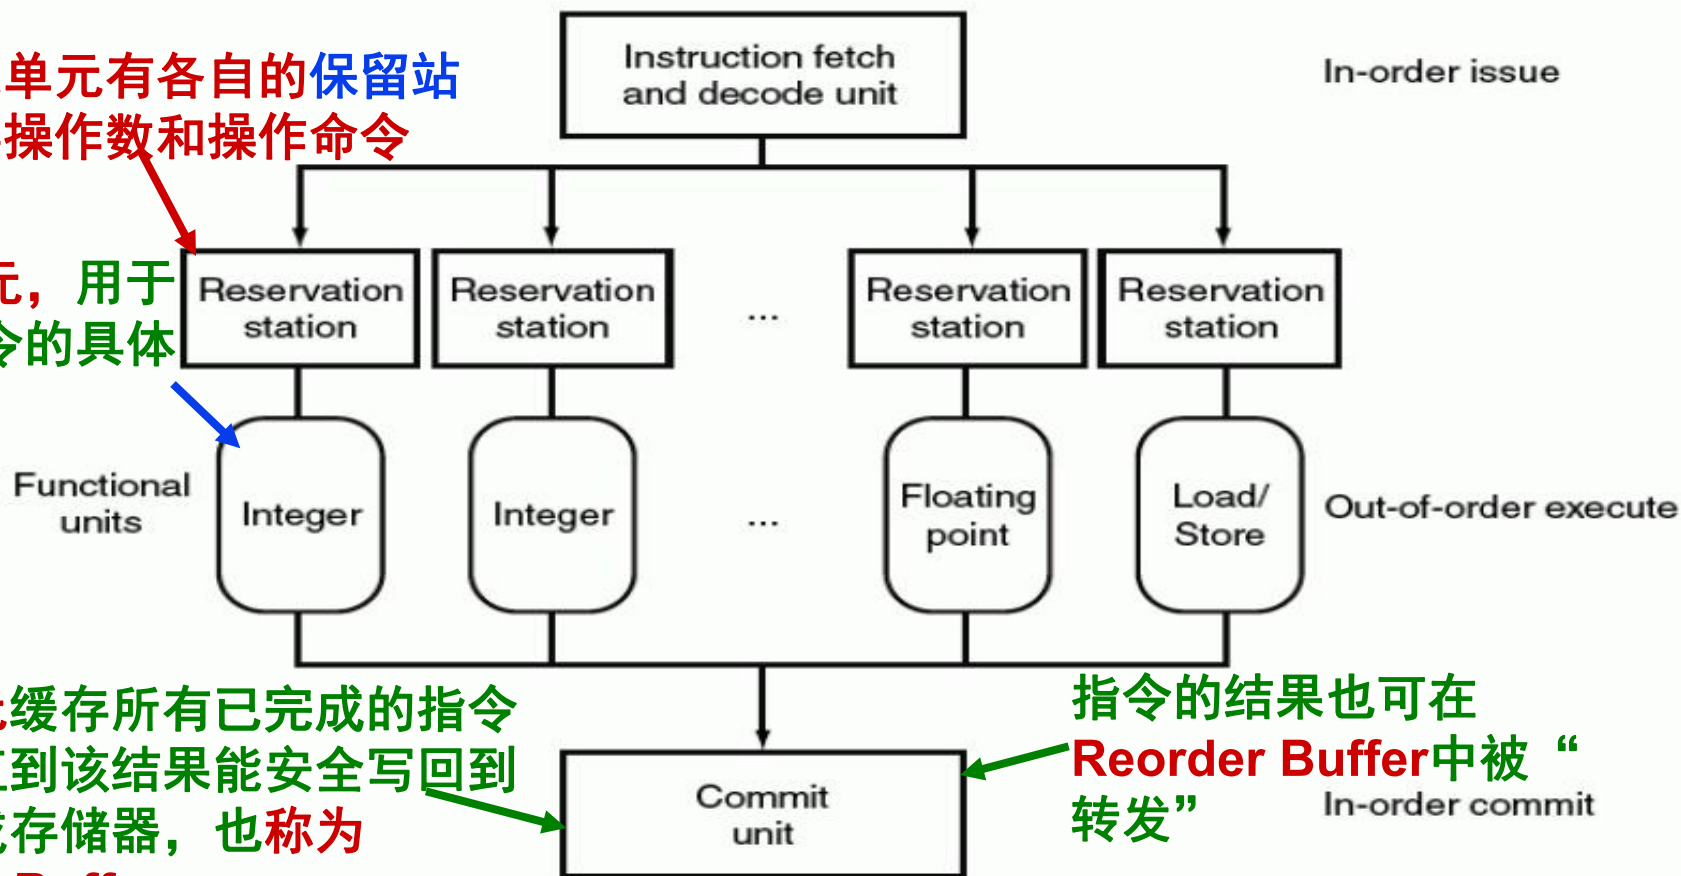 Instruction fetch
and decode unit
In-order issue
单元有各自的保留站
操作数和操作命令
元，用于
令的具体
Reservation
station
Reservation
station
...
Reservation
station
Reservation
station
Functional
units
Integer
Integer
...
Floating
point
Load/
Store
Out-of-order execute
缓存所有已完成的指令
到该结果能安全写回到
存储器，也称为
指令的结果也可在
Reorder Buffer中被“
转发”
Commit
unit
In-order commit